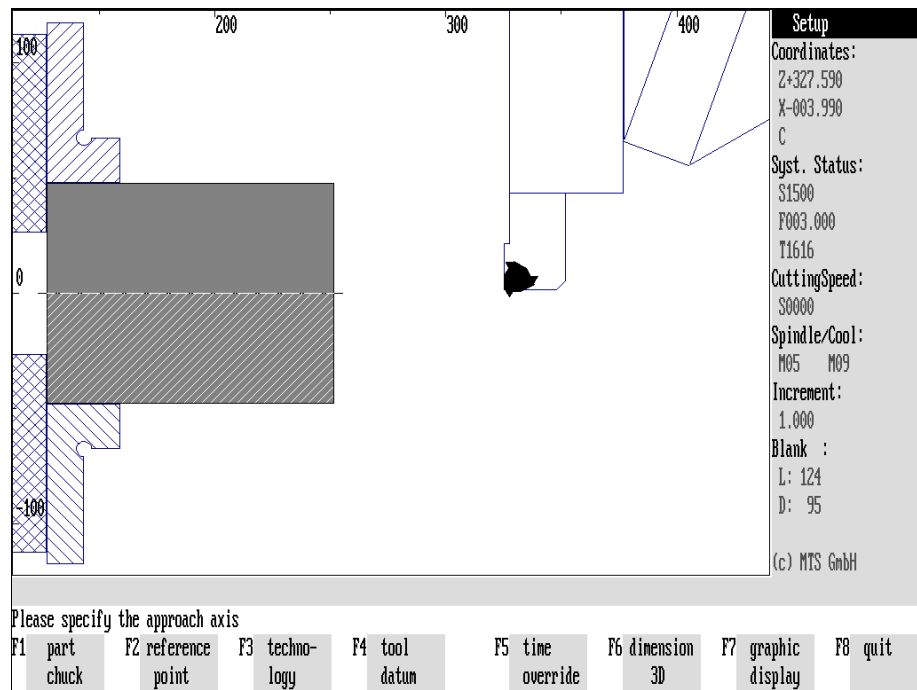 200 300 400
100
0
-100
Setup
Coordinates:
Z+327.590
X-003.990
C
Syst. Status:
S1500
F003.000
T1616
CuttingSpeed:
S0000
Spindle/Cool:
M05 M09
Increment:
1.000
Blank :
L: 124
D: 95
(c) MTS GmbH
Please specify the approach axis
F1 part chuck
F2 reference point
F3 techno- logy
F4 tool datum
F5 time override
F6 dimension 3D
F7 graphic display
F8 quit